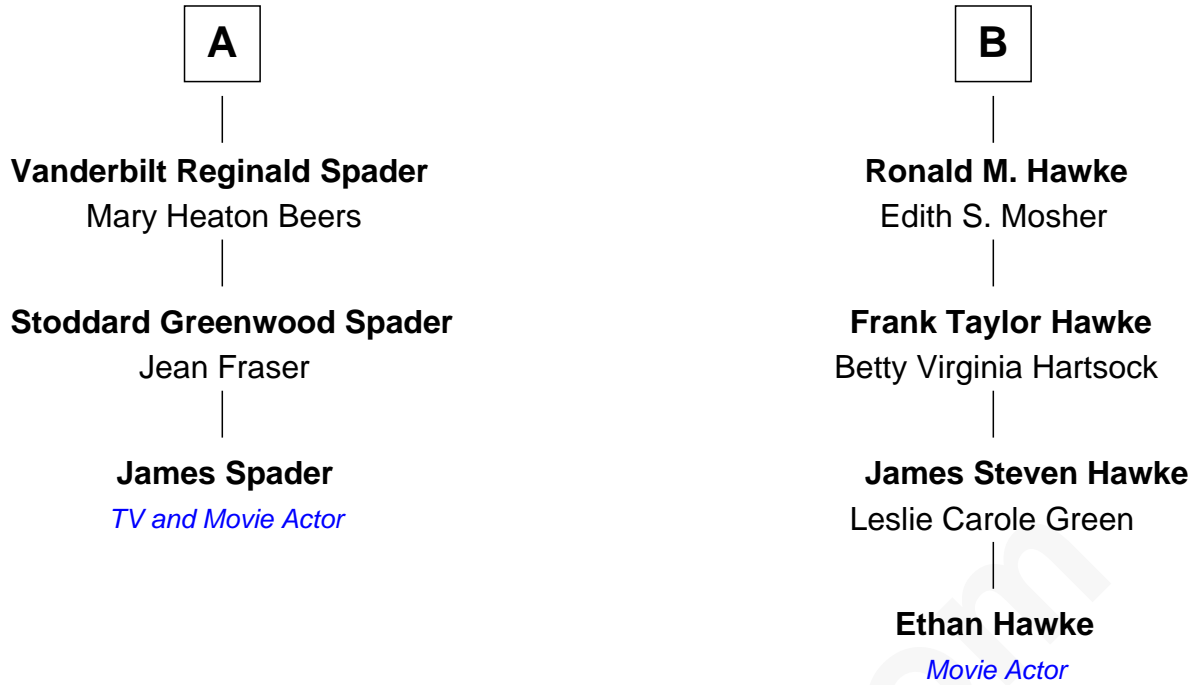 A
Vanderbilt Reginald Spader
Mary Heaton Beers
Stoddard Greenwood Spader
Jean Fraser
James Spader
TV and Movie Actor
B
Ronald M. Hawke
Edith S. Mosher
Frank Taylor Hawke
Betty Virginia Hartsock
James Steven Hawke
Leslie Carole Green
Ethan Hawke
Movie Actor